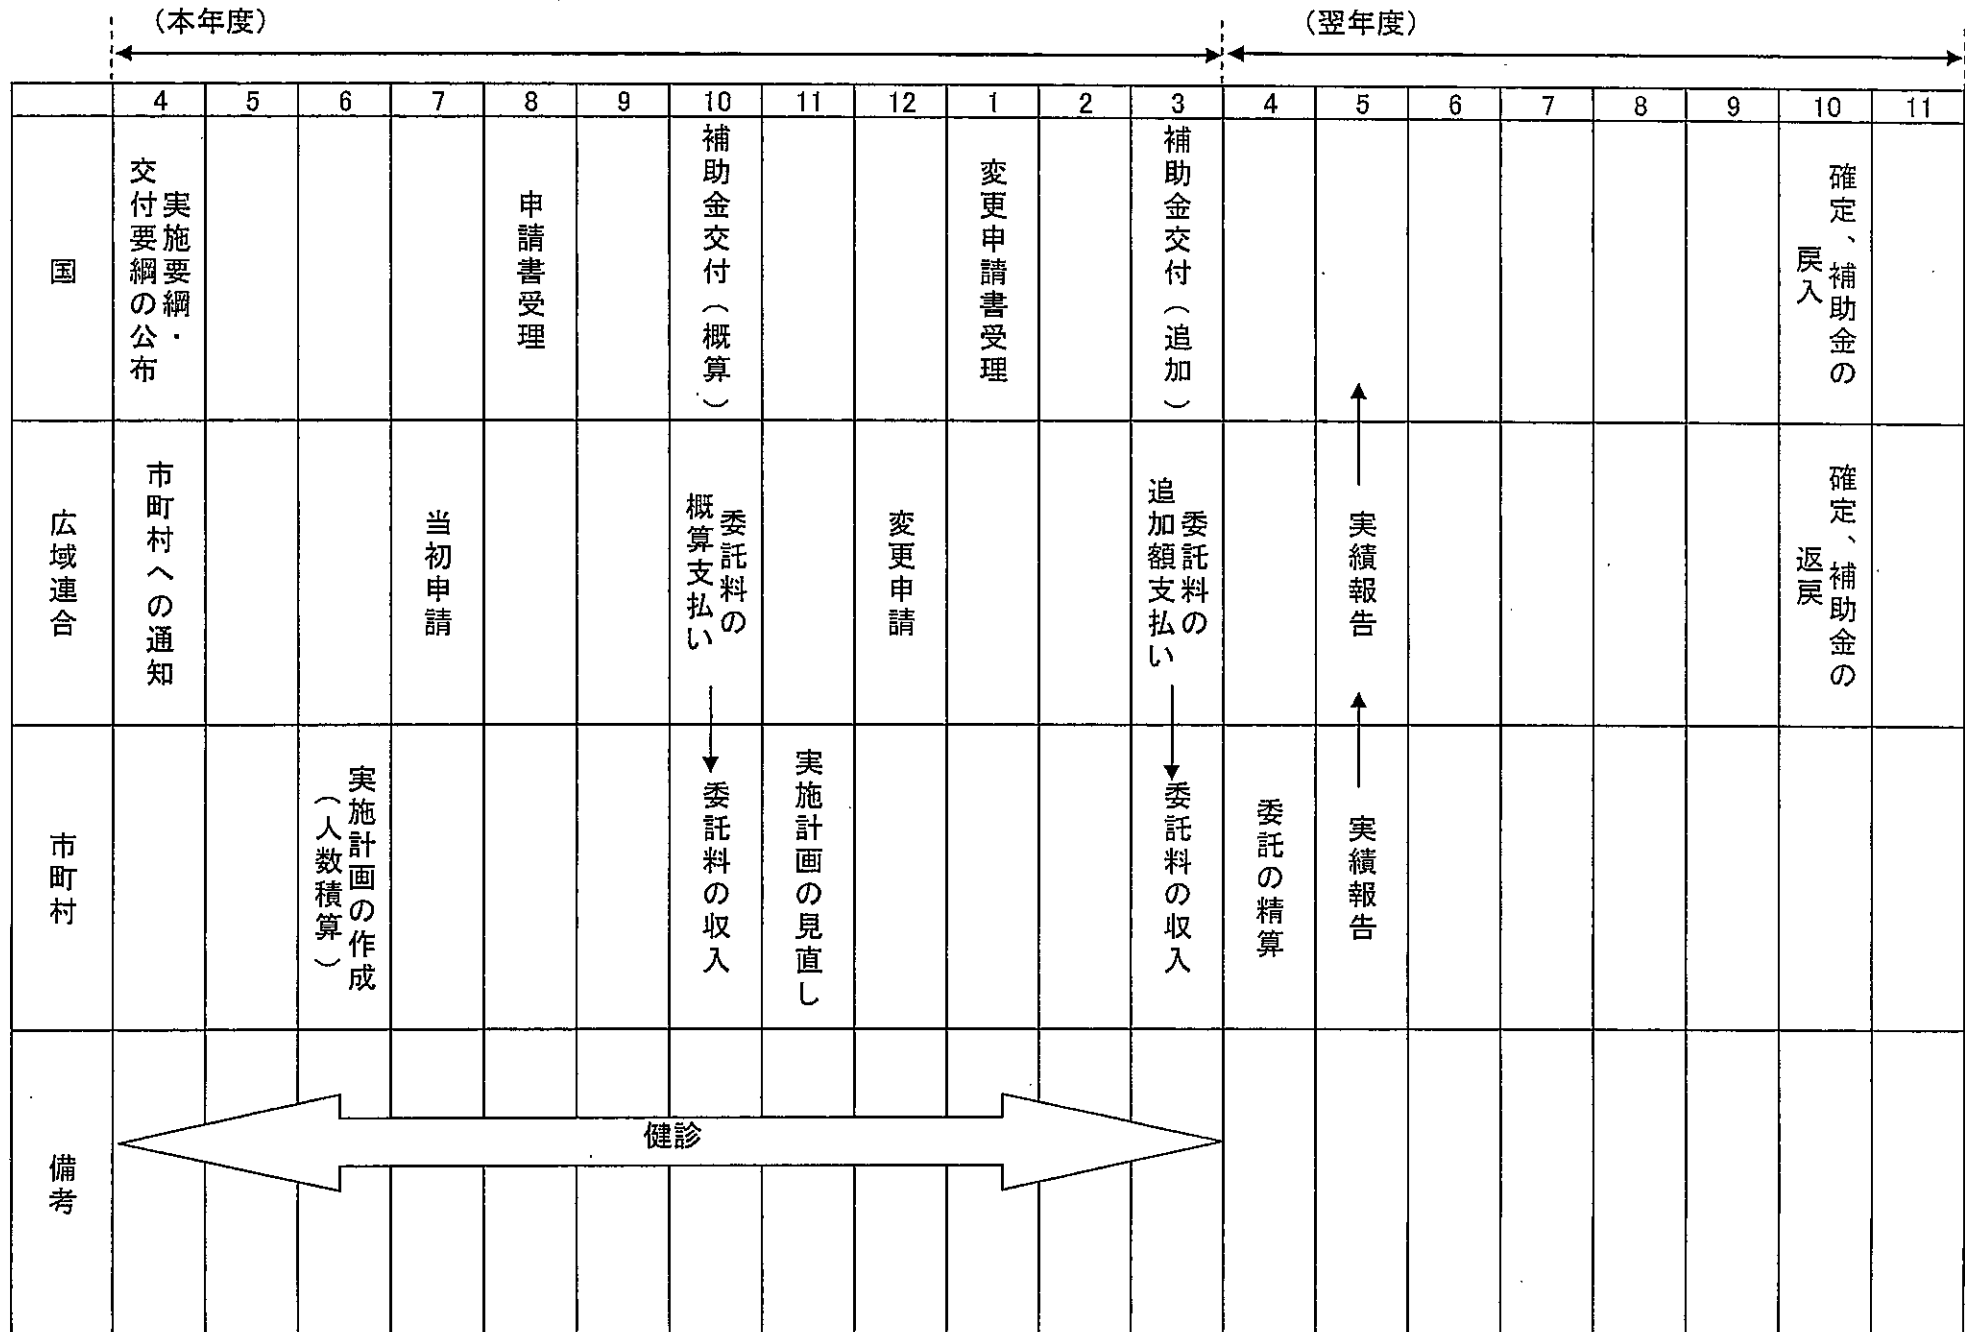 （本年度）
（翌年度）
4 5 6 7 8 9 10 11 12 1 2 3 4 5 6 7 8 9 10 11
国
実施要綱・
交付要綱の公布
申請書受理
補助金交付（概算）
変更申請書受理
補助金交付（追加）
確定、補助金の
戻入
広域連合
市町村への通知
当初申請
委託料の
概算支払い
変更申請
委託料の
追加額支払い
実績報告
確定、補助金の
返戻
市町村
実施計画の作成
（人数積算）
委託料の収入
実施計画の見直し
委託料の収入
委託の精算
実績報告
備考
健診